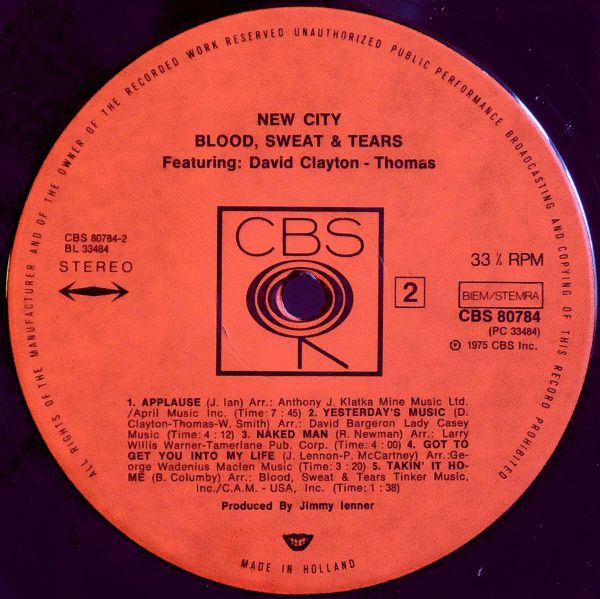 ALL RIGHTS OF THE MANUFACTURER AND OF THE OWNER OF THE RECORDED WORK RESERVED UNAUTHORIZED PUBLIC PERFORMANCE BROADCASTING AND COPYING OF THIS RECORD PROHIBITED
NEW CITY
BLOOD, SWEAT & TEARS
Featuring: David Clayton - Thomas
CBS
CBS 80784-2
BL 33484
STEREO
2
33 ⅓ RPM
BIEM/STEMRA
CBS 80784
(PC 33484)
℗ 1975 CBS Inc.
1. APPLAUSE (J. Ian) Arr.: Anthony J. Klatka Mine Music Ltd.
/April Music Inc. (Time: 7 : 45) 2. YESTERDAY'S MUSIC (D.
Clayton-Thomas-W. Smith) Arr.: David Bargeron Lady Casey
Music (Time: 4 : 12) 3. NAKED MAN (R. Newman) Arr.: Larry
Willis Warner-Tamerlane Pub. Corp. (Time: 4 : 00) 4. GOT TO
GET YOU INTO MY LIFE (J. Lennon-P. McCartney) Arr.:Ge-
orge Wadenius Maclen Music (Time: 3 : 20) 5. TAKIN' IT HO-
ME (B. Columby) Arr.: Blood, Sweat & Tears Tinker Music,
Inc./C.A.M. - USA, Inc. (Time: 1 : 38)
Produced By Jimmy Ienner
MADE IN HOLLAND